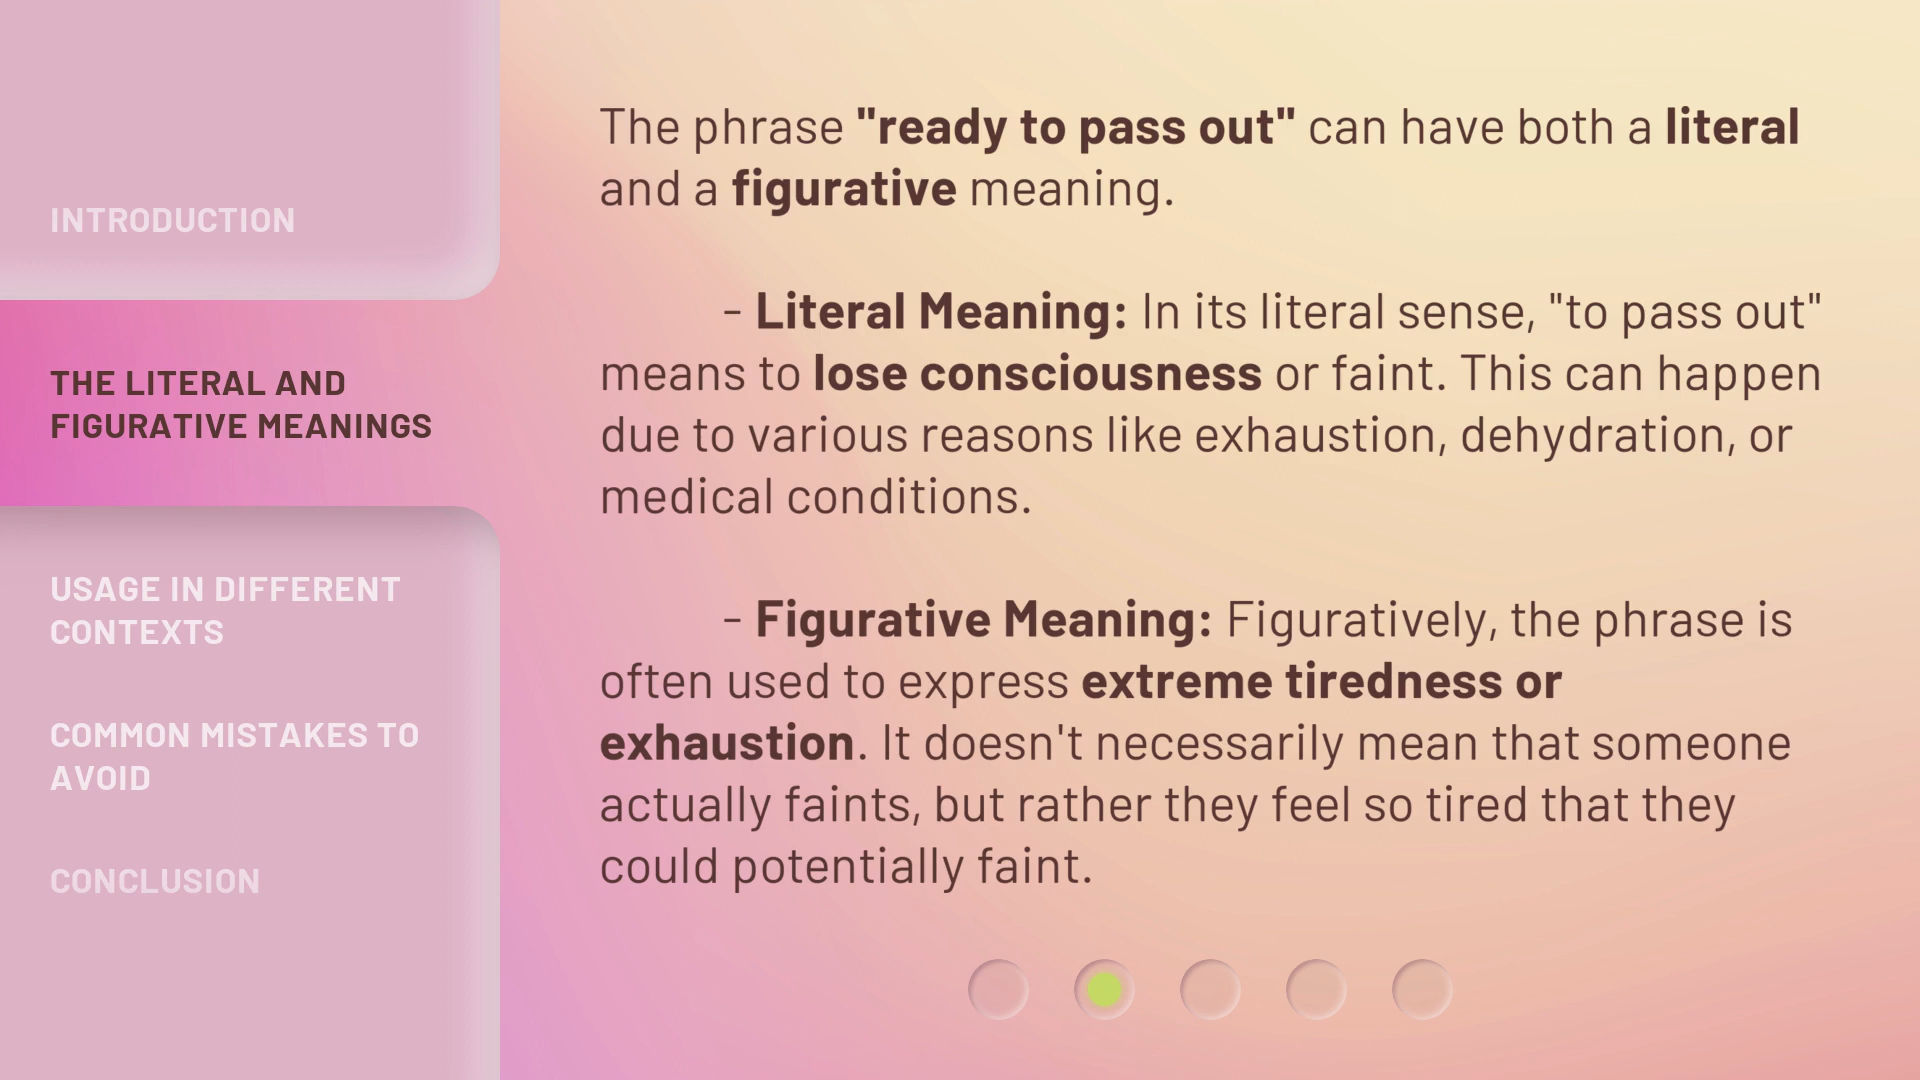 INTRODUCTION
THE LITERAL AND
FIGURATIVE MEANINGS
USAGE IN DIFFERENT
CONTEXTS
COMMON MISTAKES TO
AVOID
CONCLUSION
The phrase "ready to pass out" can have both a literal
and a figurative meaning.
- Literal Meaning: In its literal sense, "to pass out"
means to lose consciousness or faint. This can happen
due to various reasons like exhaustion, dehydration, or
medical conditions.
- Figurative Meaning: Figuratively, the phrase is
often used to express extreme tiredness or
exhaustion. It doesn't necessarily mean that someone
actually faints, but rather they feel so tired that they
could potentially faint.